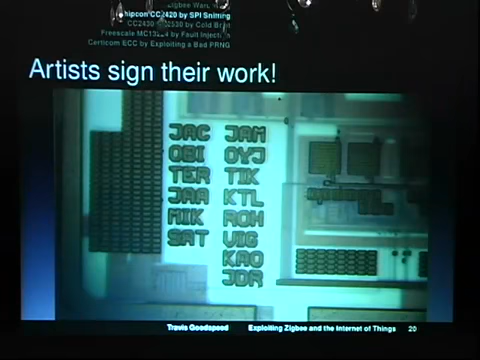 Chipcon CC2420 by SPI Sniffing
Freescale MC13224 by Fault Injection
Certicom ECC by Exploiting a Bad PRNG
Artists sign their work!
JAC JAM
OBI OYJ
TER TIK
JAA KTL
MIK ROH
SAT VIG
KAO
JDR
Travis Goodspeed Exploiting Zigbee and the Internet of Things 20